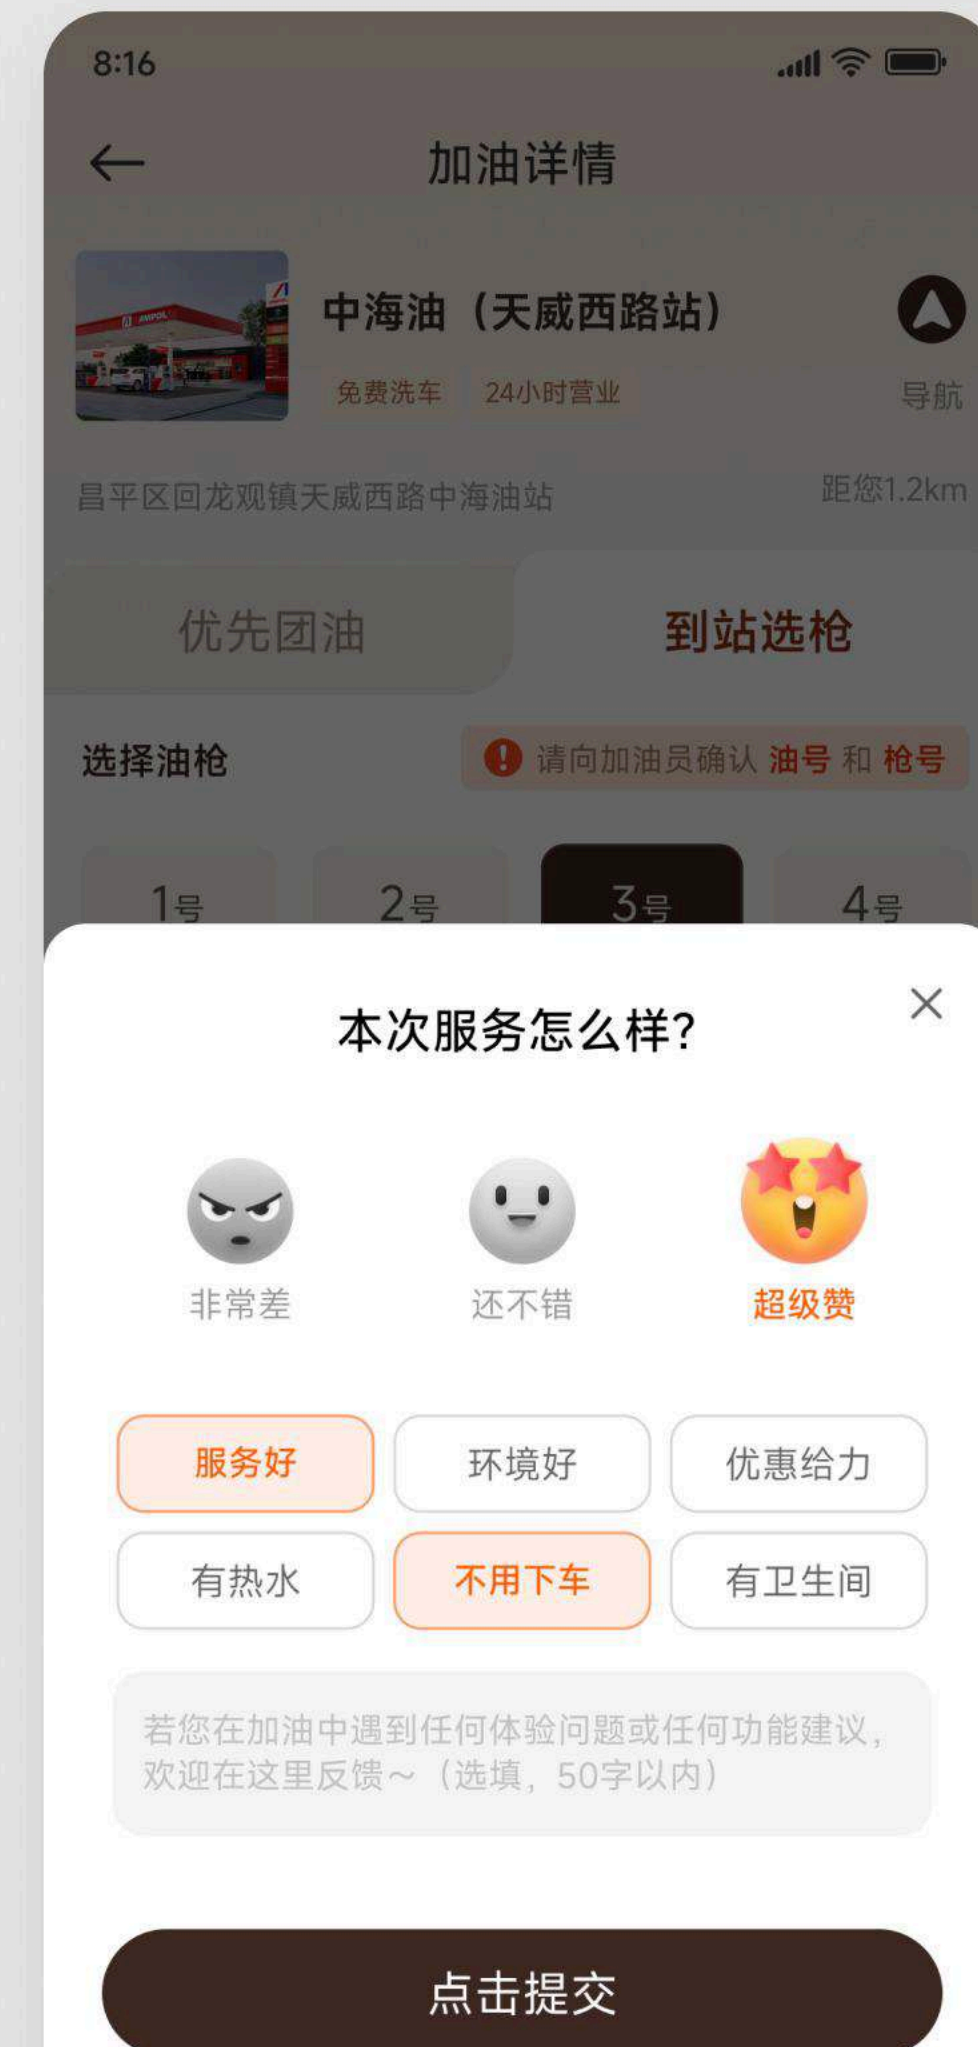 8:16
加油详情
AMPOL
中海油（天威西路站）
免费洗车 24小时营业
导航
昌平区回龙观镇天威西路中海油站 距您1.2km
优先团油 到站选枪
选择油枪 请向加油员确认 油号 和 枪号
1号 2号 3号 4号
本次服务怎么样?
非常差 还不错 超级赞
服务好 环境好 优惠给力
有热水 不用下车 有卫生间
若您在加油中遇到任何体验问题或任何功能建议，
欢迎在这里反馈～（选填，50字以内）
点击提交